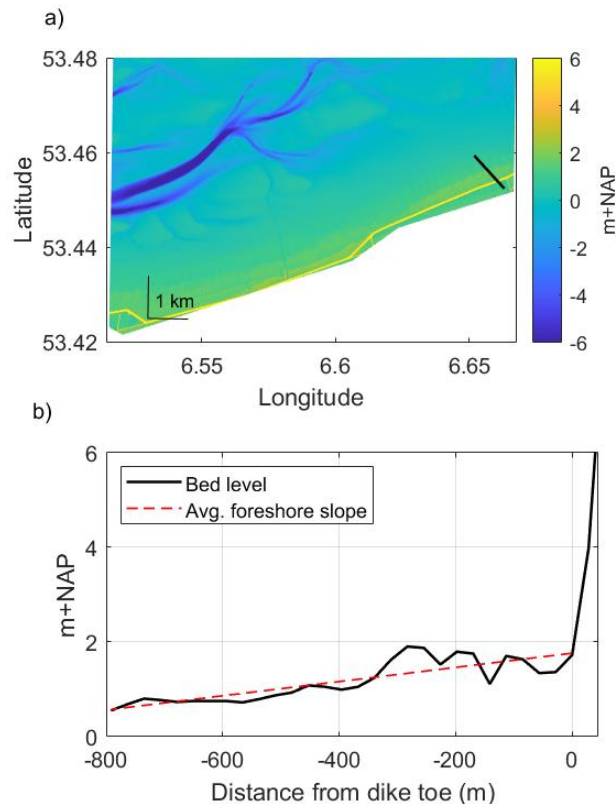 a)
53.48
53.46
53.44
53.42
Latitude
1 km
6.55
6.6
6.65
Longitude
6
4
2
0
-2
-4
-6
m+NAP
b)
6
4
2
0
m+NAP
Bed level
Avg. foreshore slope
-800
-600
-400
-200
0
Distance from dike toe (m)